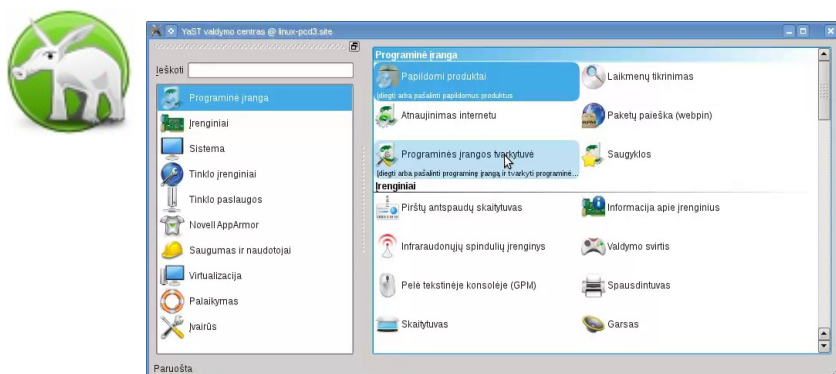 YaST valdymo centras @ linux-pcd3.site
Ieškoti
Programinė įranga
Įrenginiai
Sistema
Tinklo įrenginiai
Tinklo paslaugos
Novell AppArmor
Saugumas ir naudotojai
Virtualizacija
Palaikymas
Įvairūs
Programinė įranga
Papildomi produktai
Įdiegti arba pašalinti papildomus produktus
Laikmenų tikrinimas
Atnaujinimas internetu
Paketų paieška (webpin)
Programinės įrangos tvarkytuvė
Įdiegti arba pašalinti programinę įrangą ir tvarkyti programinė...
Saugyklos
Įrenginiai
Pirštų antspaudų skaitytuvas
Informacija apie įrenginius
Infraraudonųjų spindulių įrenginys
Valdymo svirtis
Pelė tekstinėje konsolėje (GPM)
Spausdintuvas
Skaitytuvas
Garsas
Paruošta